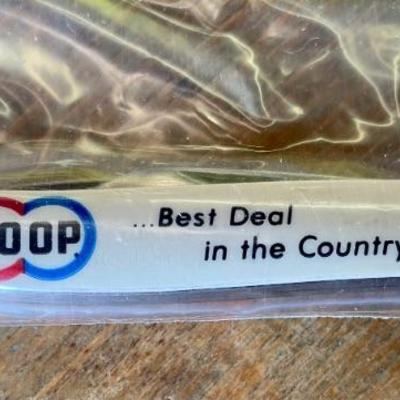 OOP
...Best Deal
in the Country